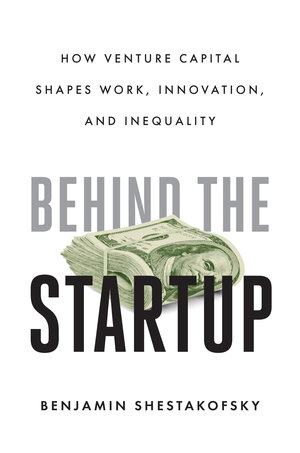 HOW VENTURE CAPITAL
SHAPES WORK, INNOVATION,
AND INEQUALITY
BEHIND THE
STARTUP
BENJAMIN SHESTAKOFSKY